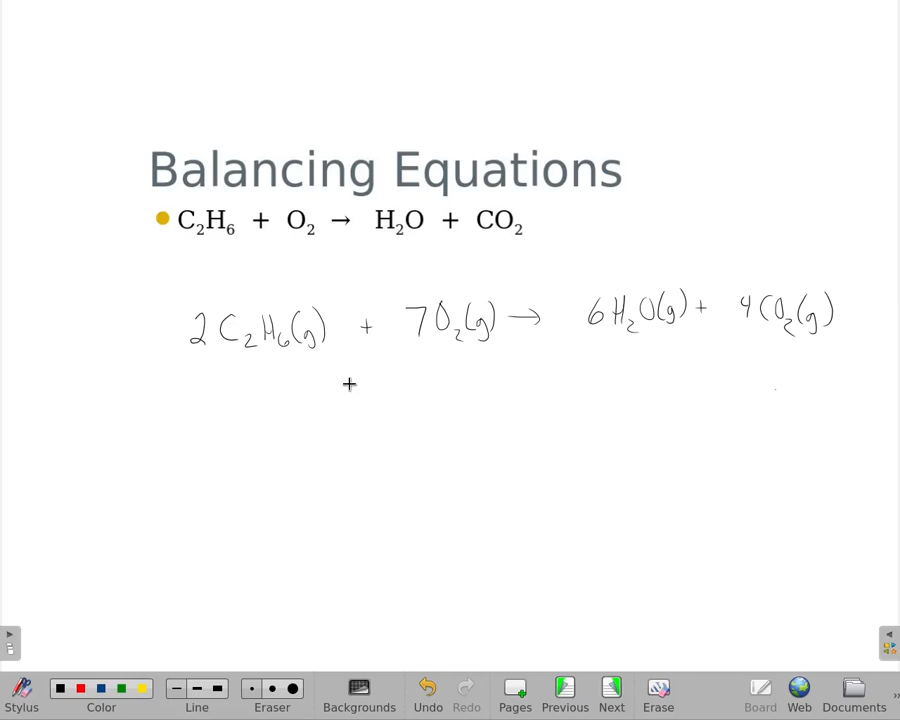 Balancing Equations
C₂H₆ + O₂ → H₂O + CO₂
2C₂H₆(g) + 7O₂(g) → 6H₂O(g) + 4CO₂(g)
Stylus Color Line Eraser Backgrounds Undo Redo Pages Previous Next Erase Board Web Documents